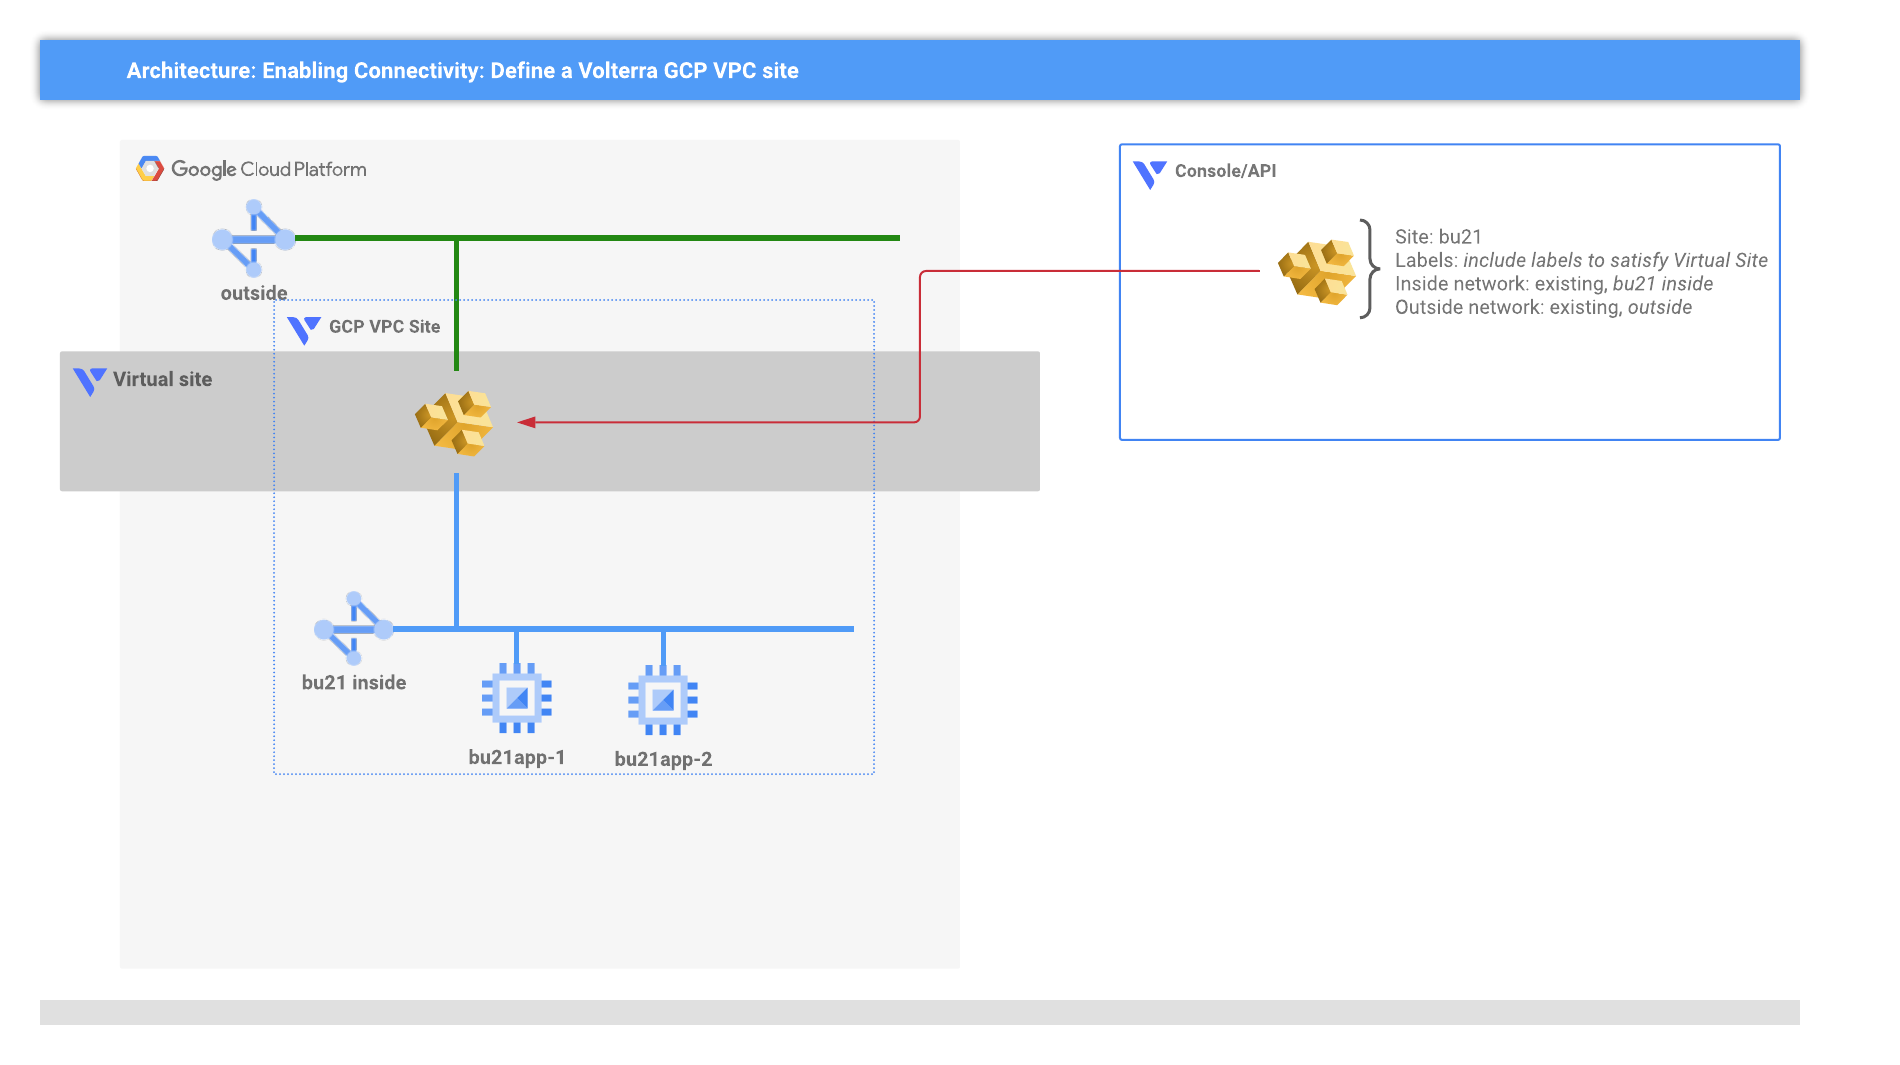 Architecture: Enabling Connectivity: Define a Volterra GCP VPC site
Google Cloud Platform
outside
GCP VPC Site
Virtual site
bu21 inside
bu21app-1
bu21app-2
Console/API
Site: bu21
Labels: include labels to satisfy Virtual Site
Inside network: existing, bu21 inside
Outside network: existing, outside